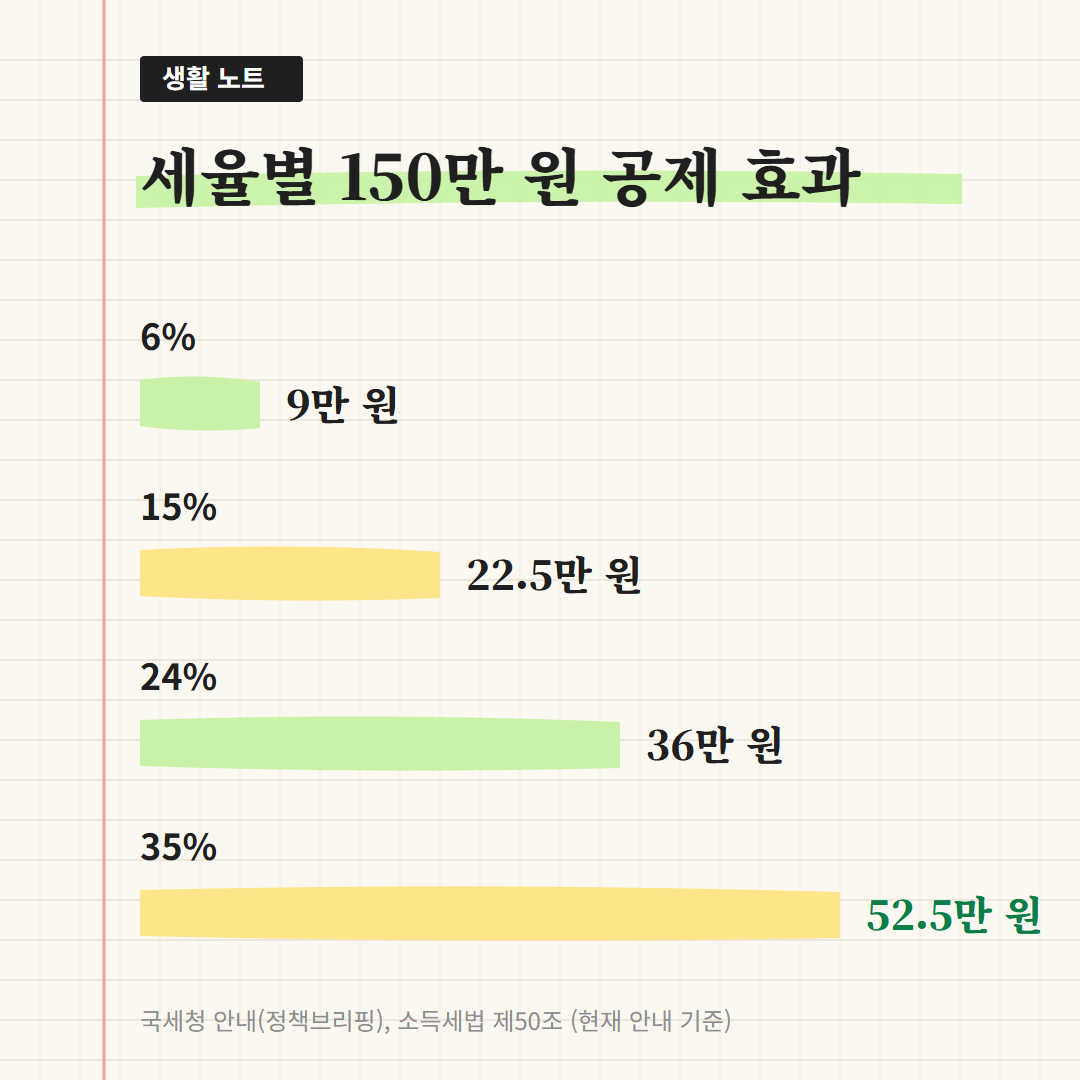 생활 노트
세율별 150만 원 공제 효과
6%
9만 원
15%
22.5만 원
24%
36만 원
35%
52.5만 원
국세청 안내(정책브리핑), 소득세법 제50조 (현재 안내 기준)